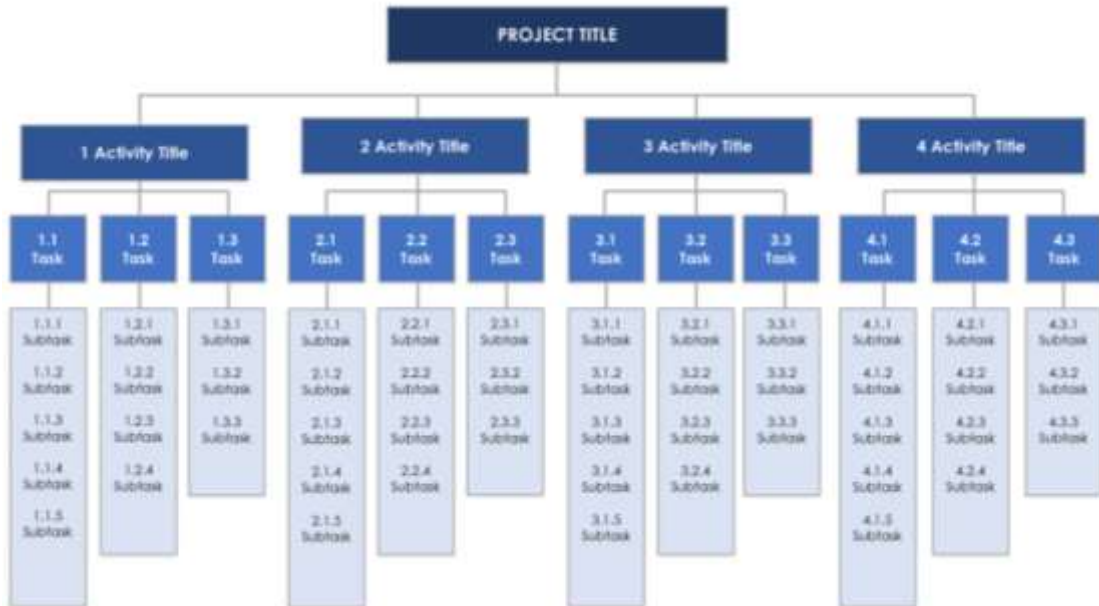 PROJECT TITLE
1 Activity Title
2 Activity Title
3 Activity Title
4 Activity Title
1.1
Task
1.2
Task
1.3
Task
2.1
Task
2.2
Task
2.3
Task
3.1
Task
3.2
Task
3.3
Task
4.1
Task
4.2
Task
4.3
Task
1.1.1
Subtask
1.1.2
Subtask
1.1.3
Subtask
1.1.4
Subtask
1.1.5
Subtask
1.2.1
Subtask
1.2.2
Subtask
1.2.3
Subtask
1.2.4
Subtask
1.3.1
Subtask
1.3.2
Subtask
1.3.3
Subtask
2.1.1
Subtask
2.1.2
Subtask
2.1.3
Subtask
2.1.4
Subtask
2.1.5
Subtask
2.2.1
Subtask
2.2.2
Subtask
2.2.3
Subtask
2.2.4
Subtask
2.3.1
Subtask
2.3.2
Subtask
2.3.3
Subtask
3.1.1
Subtask
3.1.2
Subtask
3.1.3
Subtask
3.1.4
Subtask
3.1.5
Subtask
3.2.1
Subtask
3.2.2
Subtask
3.2.3
Subtask
3.2.4
Subtask
3.3.1
Subtask
3.3.2
Subtask
3.3.3
Subtask
4.1.1
Subtask
4.1.2
Subtask
4.1.3
Subtask
4.1.4
Subtask
4.1.5
Subtask
4.2.1
Subtask
4.2.2
Subtask
4.2.3
Subtask
4.2.4
Subtask
4.3.1
Subtask
4.3.2
Subtask
4.3.3
Subtask